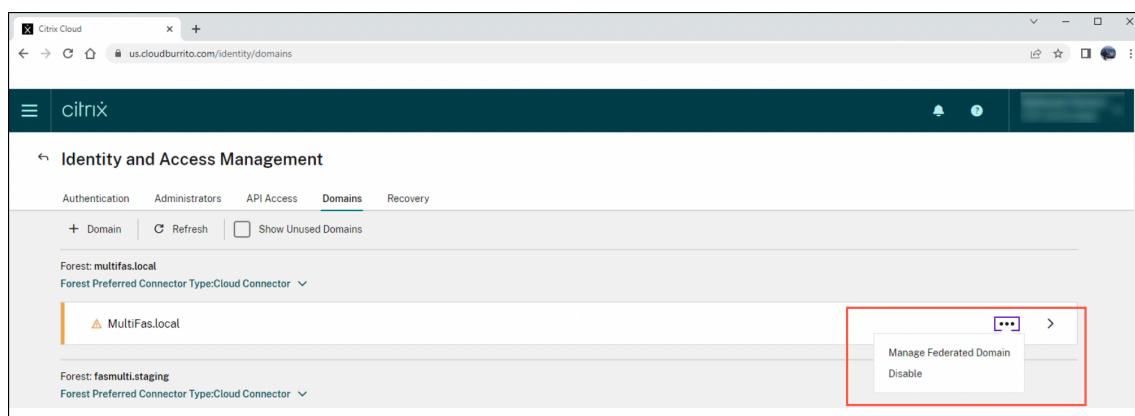 Citrix Cloud
us.cloudburrito.com/identity/domains
citrix
Identity and Access Management
Authentication Administrators API Access Domains Recovery
+ Domain Refresh Show Unused Domains
Forest: multifas.local
Forest Preferred Connector Type:Cloud Connector
MultiFas.local
Manage Federated Domain
Disable
Forest: fasmulti.staging
Forest Preferred Connector Type:Cloud Connector